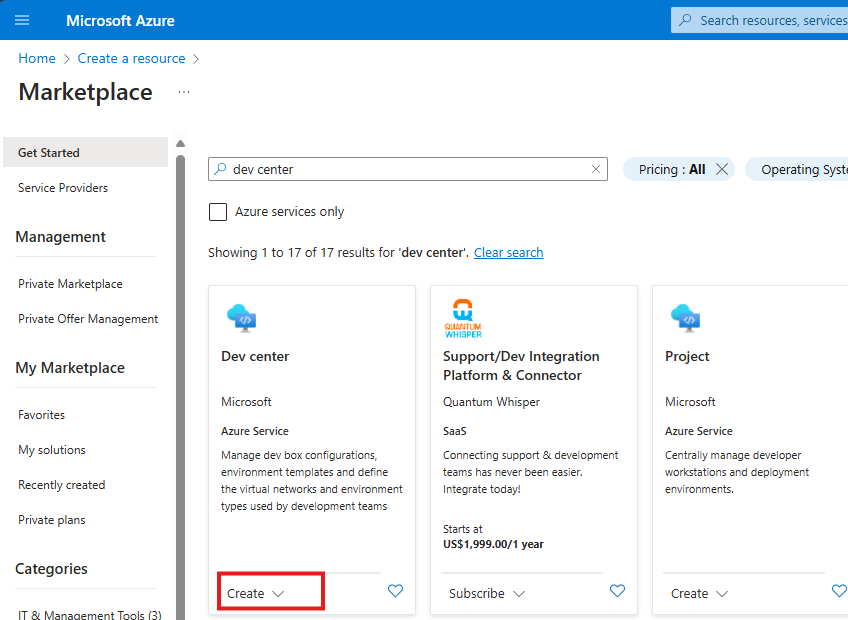 Microsoft Azure
Search resources, services
Home > Create a resource >
Marketplace
...
Get Started
Service Providers
Management
Private Marketplace
Private Offer Management
My Marketplace
Favorites
My solutions
Recently created
Private plans
Categories
IT & Management Tools (3)
dev center
Pricing : All
Operating Syste
Azure services only
Showing 1 to 17 of 17 results for 'dev center'. Clear search
Dev center
Microsoft
Azure Service
Manage dev box configurations,
environment templates and define
the virtual networks and environment
types used by development teams
Create
QUANTUM
WHISPER
Support/Dev Integration
Platform & Connector
Quantum Whisper
SaaS
Connecting support & development
teams has never been easier.
Integrate today!
Starts at
US$1,999.00/1 year
Subscribe
Project
Microsoft
Azure Service
Centrally manage developer
workstations and deployment
environments.
Create